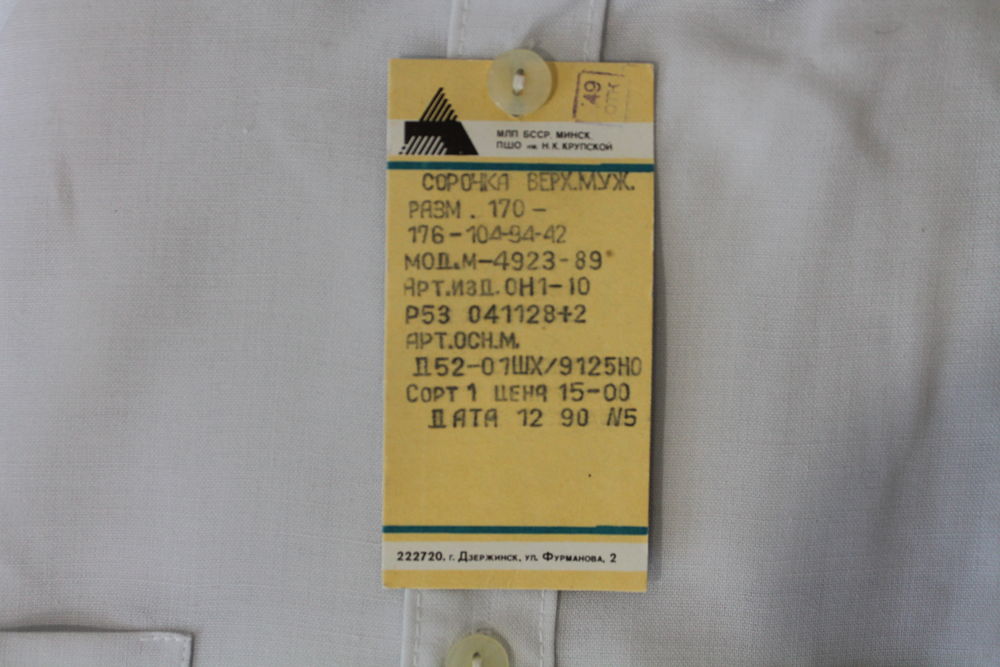 49
ОТК
МЛП БССР. МИНСК.
ПШО им. Н.К. КРУПСКОЙ
СОРОЧКА ВЕРХ.МУЖ.
РАЗМ. 170-
176-104-94-42
МОД.М-4923-89
АРТ.ИЗД.ОН1-10
Р53 041128+2
АРТ.ОСН.М.
Д52-01ШХ/9125НО
СОРТ 1 ЦЕНА 15-00
ДАТА 12 90 N5
222720. г. ДЗЕРЖИНСК, УЛ. ФУРМАНОВА, 2